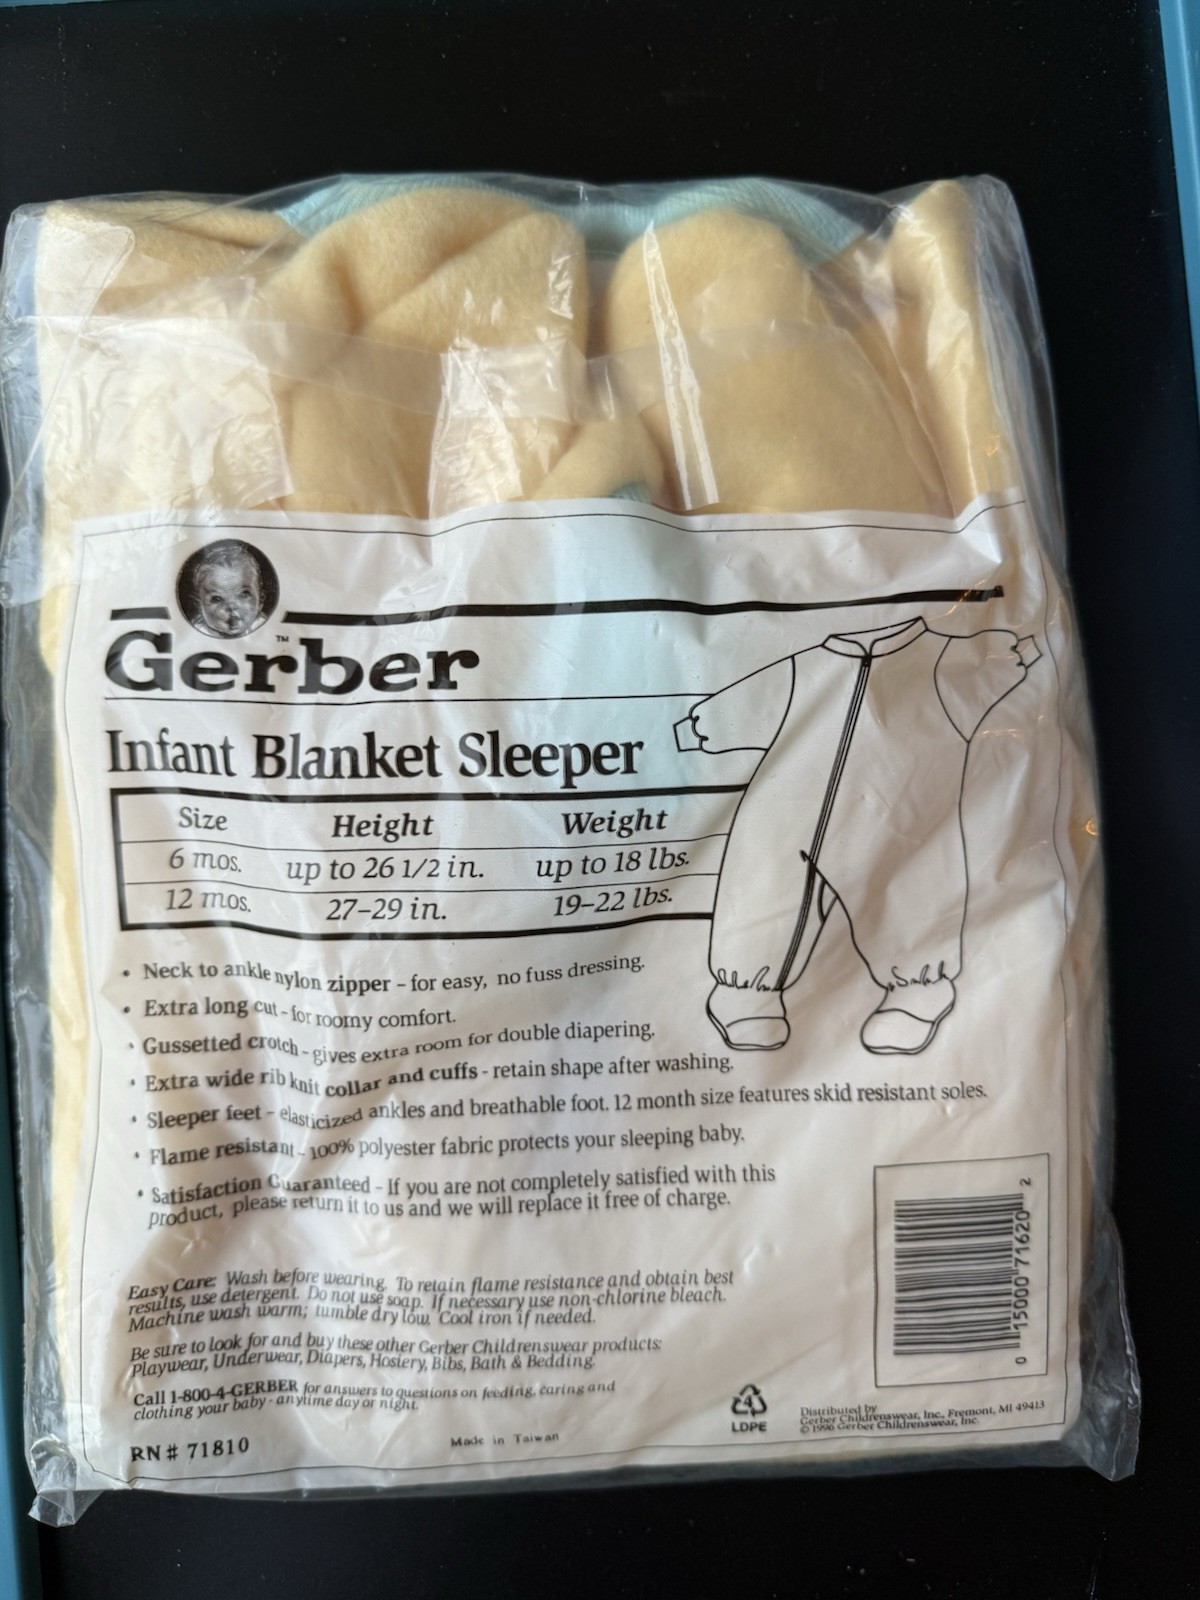 Gerber™
Infant Blanket Sleeper
Size Height Weight
6 mos. up to 26 1/2 in. up to 18 lbs.
12 mos. 27–29 in. 19–22 lbs.
• Neck to ankle nylon zipper – for easy, no fuss dressing.
• Extra long cut – for roomy comfort.
• Gussetted crotch – gives extra room for double diapering.
• Extra wide rib knit collar and cuffs - retain shape after washing.
• Sleeper feet – elasticized ankles and breathable foot. 12 month size features skid resistant soles.
• Flame resistant – 100% polyester fabric protects your sleeping baby.
• Satisfaction Guaranteed – If you are not completely satisfied with this
product, please return it to us and we will replace it free of charge.
Easy Care: Wash before wearing. To retain flame resistance and obtain best
results, use detergent. Do not use soap. If necessary use non-chlorine bleach.
Machine wash warm; tumble dry low. Cool iron if needed.
Be sure to look for and buy these other Gerber Childrenswear products:
Playwear, Underwear, Diapers, Hosiery, Bibs, Bath & Bedding.
Call 1-800-4-GERBER for answers to questions on feeding, caring and
clothing your baby - anytime day or night.
RN # 71810
Made in Taiwan
4
LDPE
Distributed by
Gerber Childrenswear, Inc., Fremont, MI 49413
© 1996 Gerber Childrenswear, Inc.
0 15000 71620 2